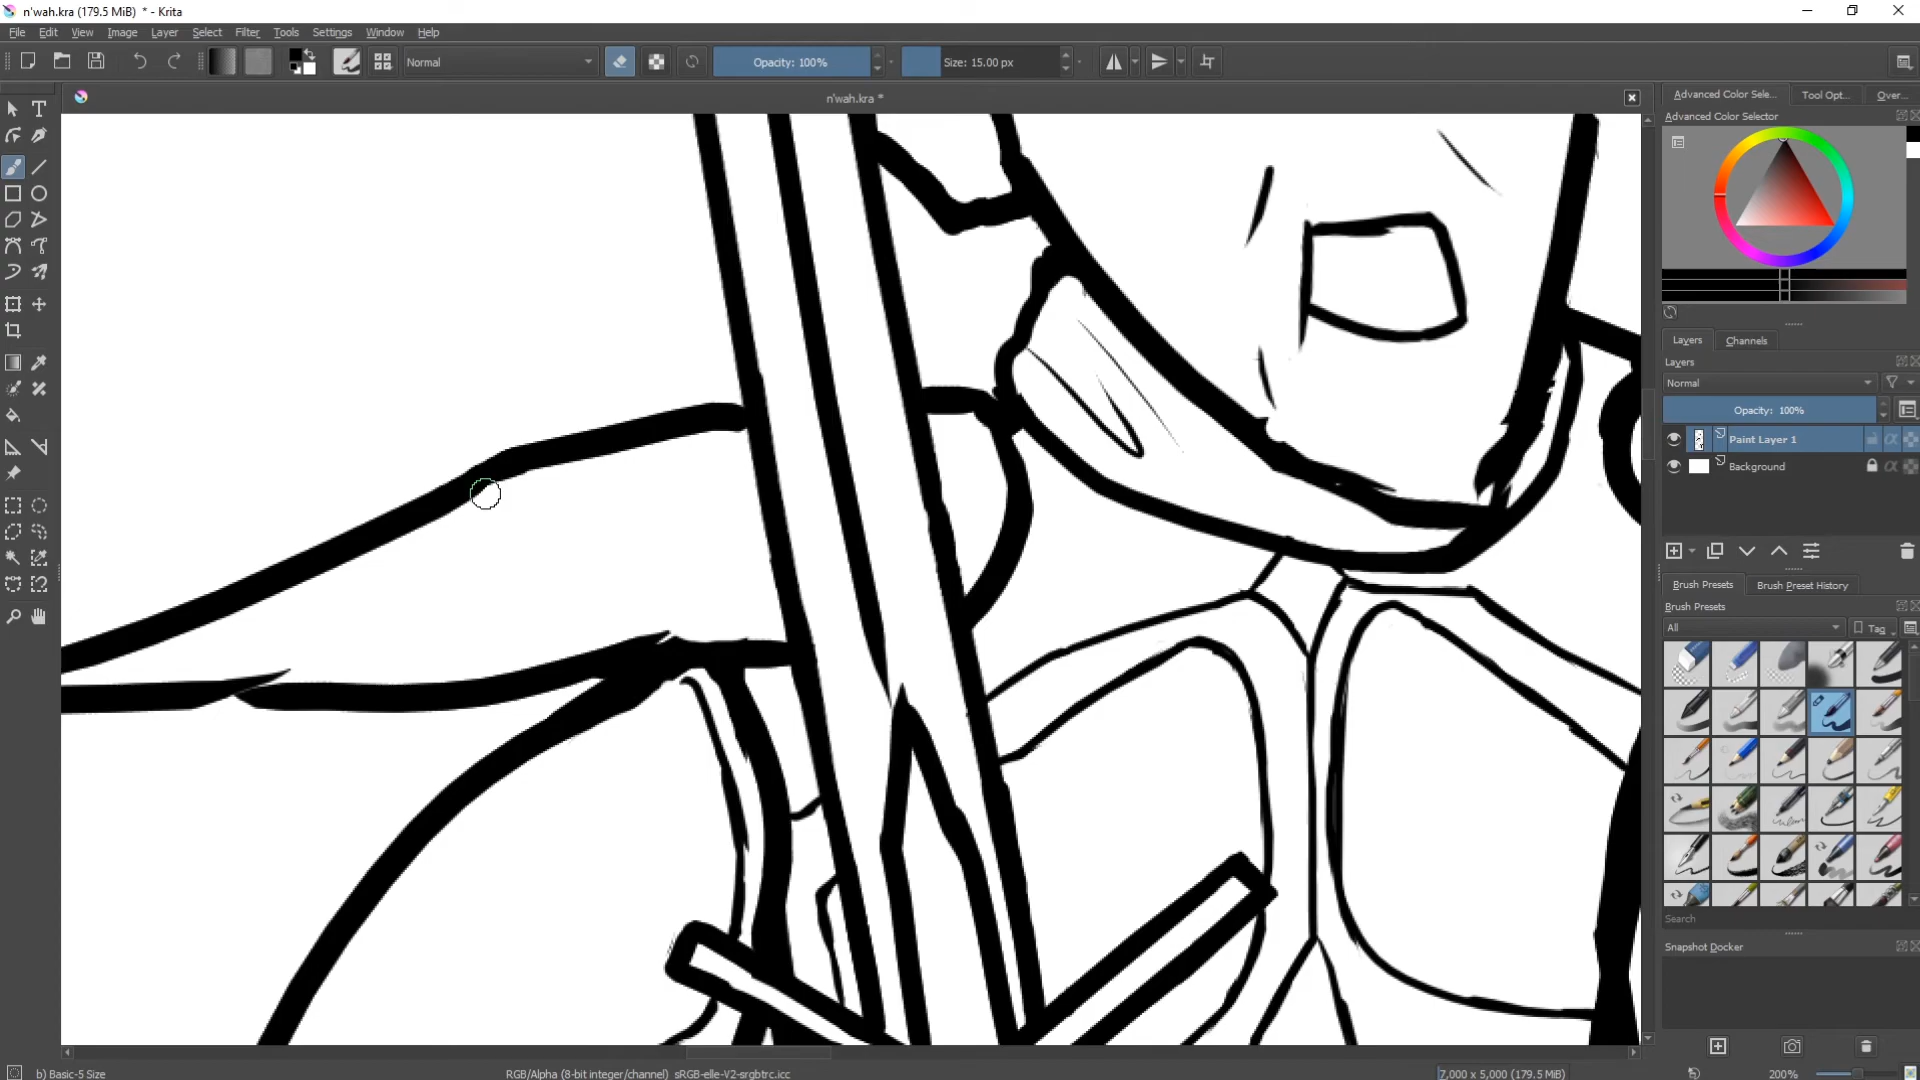 n'wah.kra (179.5 MiB) * - Krita
File Edit View Image Layer Select Filter Tools Settings Window Help
Normal
Opacity: 100%
Size: 15.00 px
n'wah.kra *
Advanced Color Sele... Tool Opt... Over...
Advanced Color Selector
Layers Channels
Layers
Normal
Opacity: 100%
Paint Layer 1
Background
Brush Presets Brush Preset History
Brush Presets
All Tag
Search
Snapshot Docker
b) Basic-5 Size
RGB/Alpha (8-bit integer/channel) sRGB-elle-V2-srgbtrc.icc
7,000 x 5,000 (179.5 MiB)
200%